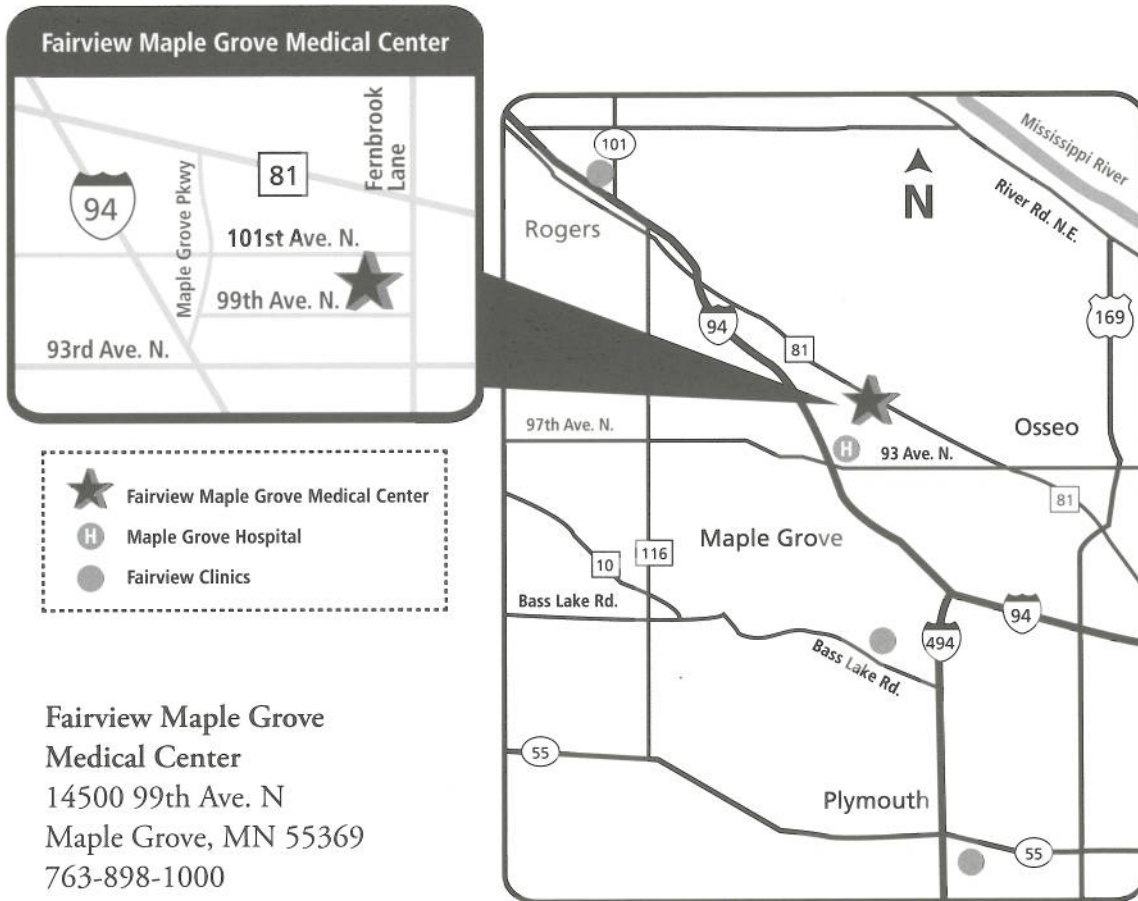 Fairview Maple Grove Medical Center
Fernbrook
Lane
Maple Grove Pkwy
81
94
101st Ave. N.
99th Ave. N.
93rd Ave. N.
Fairview Maple Grove Medical Center
H Maple Grove Hospital
Fairview Clinics
Fairview Maple Grove
Medical Center
14500 99th Ave. N
Maple Grove, MN 55369
763-898-1000
101
Mississippi River
N
River Rd. N.E.
Rogers
169
94
81
97th Ave. N.
Osseo
H
93 Ave. N.
81
Maple Grove
10
116
Bass Lake Rd.
94
494
Bass Lake Rd.
55
Plymouth
55